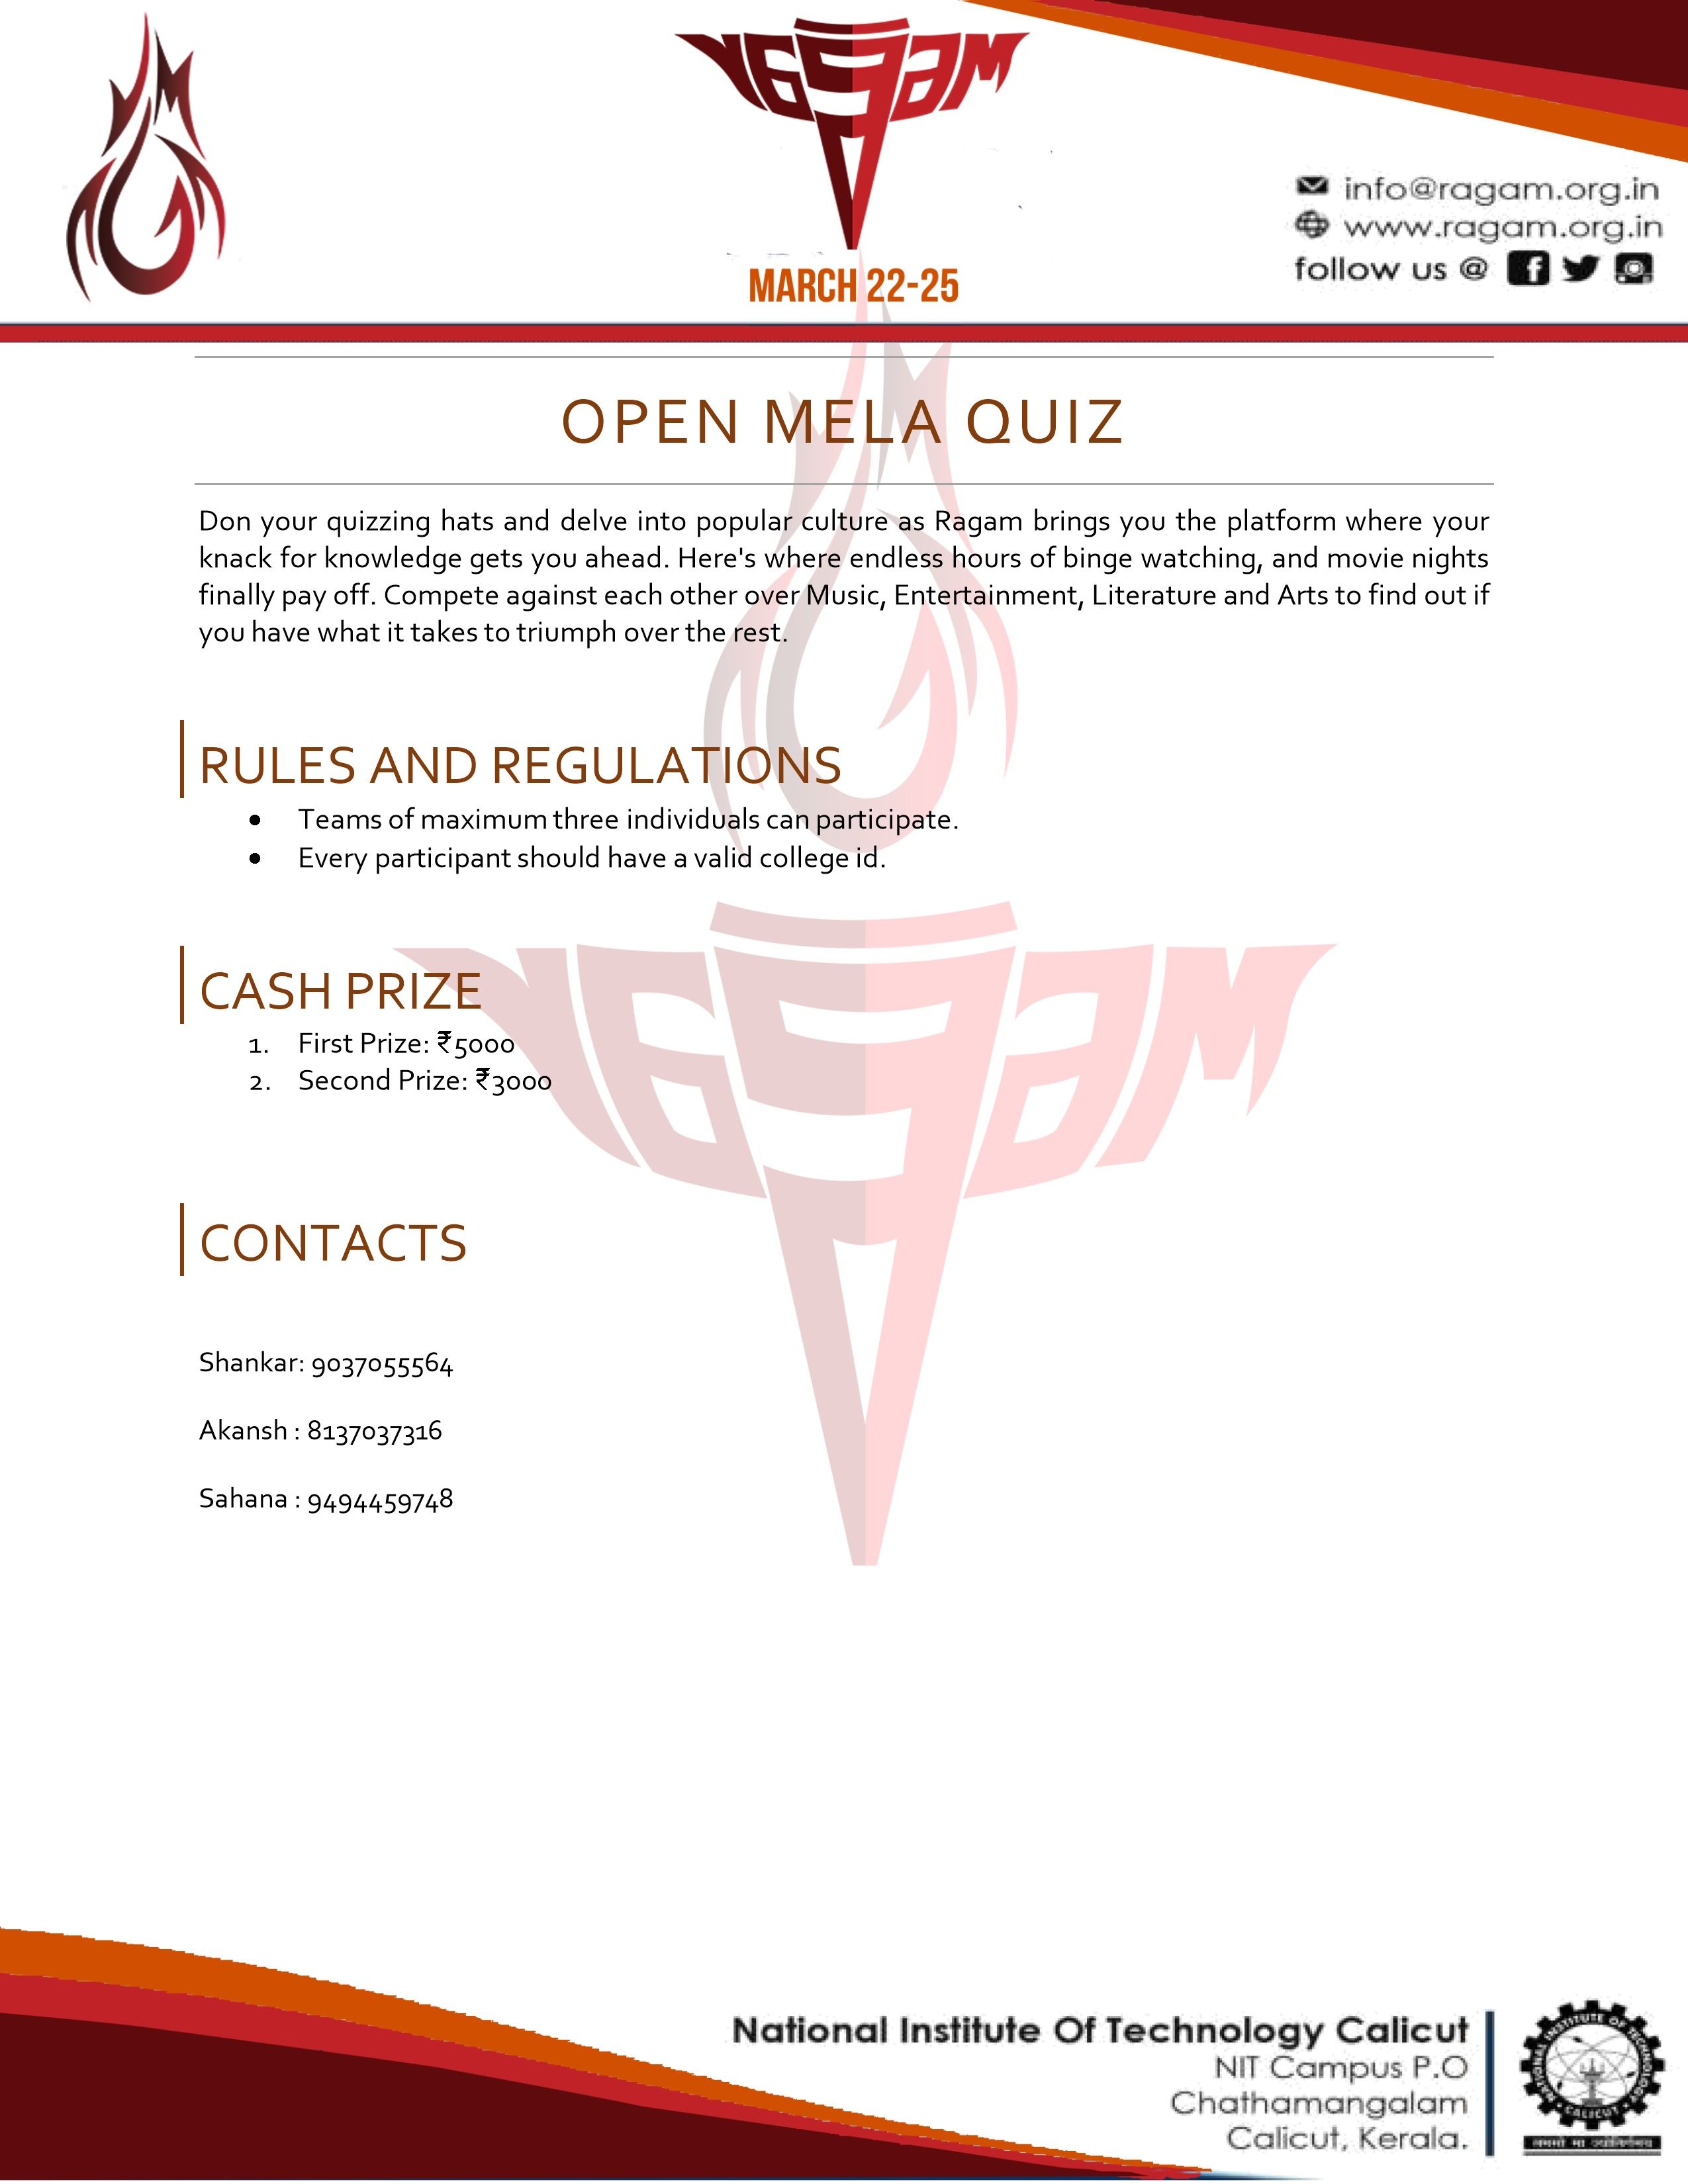 ragam
MARCH 22-25
info@ragam.org.in
www.ragam.org.in
follow us @
OPEN MELA QUIZ
Don your quizzing hats and delve into popular culture as Ragam brings you the platform where your
knack for knowledge gets you ahead. Here's where endless hours of binge watching, and movie nights
finally pay off. Compete against each other over Music, Entertainment, Literature and Arts to find out if
you have what it takes to triumph over the rest.
RULES AND REGULATIONS
• Teams of maximum three individuals can participate.
• Every participant should have a valid college id.
CASH PRIZE
1. First Prize: ₹5000
2. Second Prize: ₹3000
CONTACTS
Shankar: 9037055564
Akansh : 8137037316
Sahana : 9494459748
National Institute Of Technology Calicut
NIT Campus P.O
Chathamangalam
Calicut, Kerala.
NATIONAL INSTITUTE OF TECHNOLOGY
CALICUT